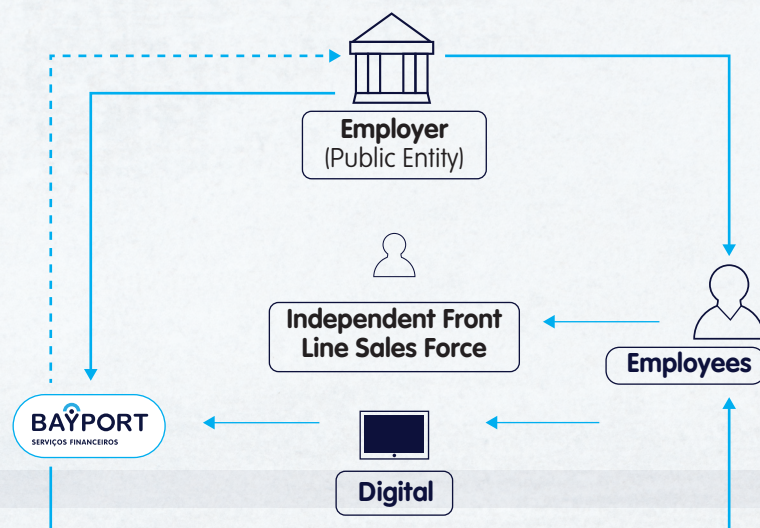 Employer
(Public Entity)
Independent Front
Line Sales Force
Employees
BAYPORT
SERVIÇOS FINANCEIROS
Digital